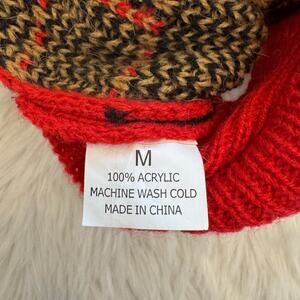 M
100% ACRYLIC
MACHINE WASH COLD
MADE IN CHINA